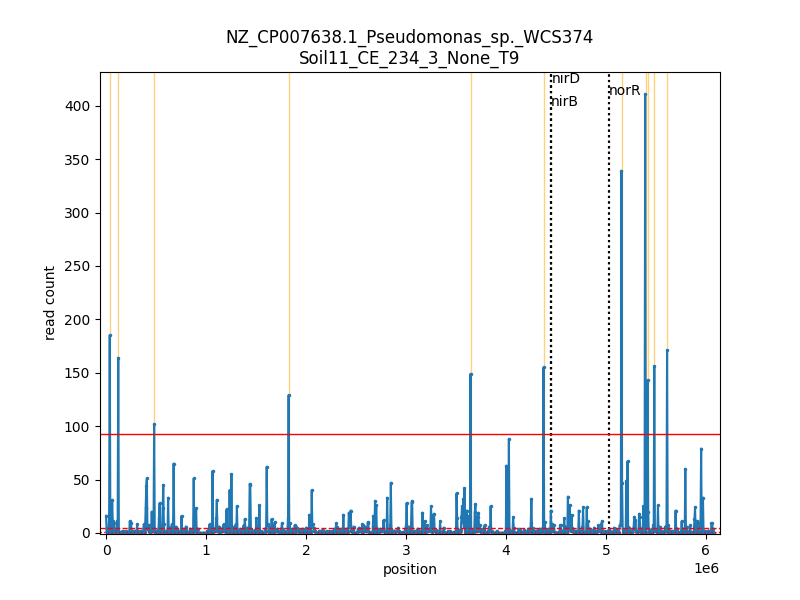 NZ_CP007638.1_Pseudomonas_sp._WCS374
Soil11_CE_234_3_None_T9
nirD
norR
nirB
read count
400
350
300
250
200
150
100
50
0
0 1 2 3 4 5 6
1e6
position